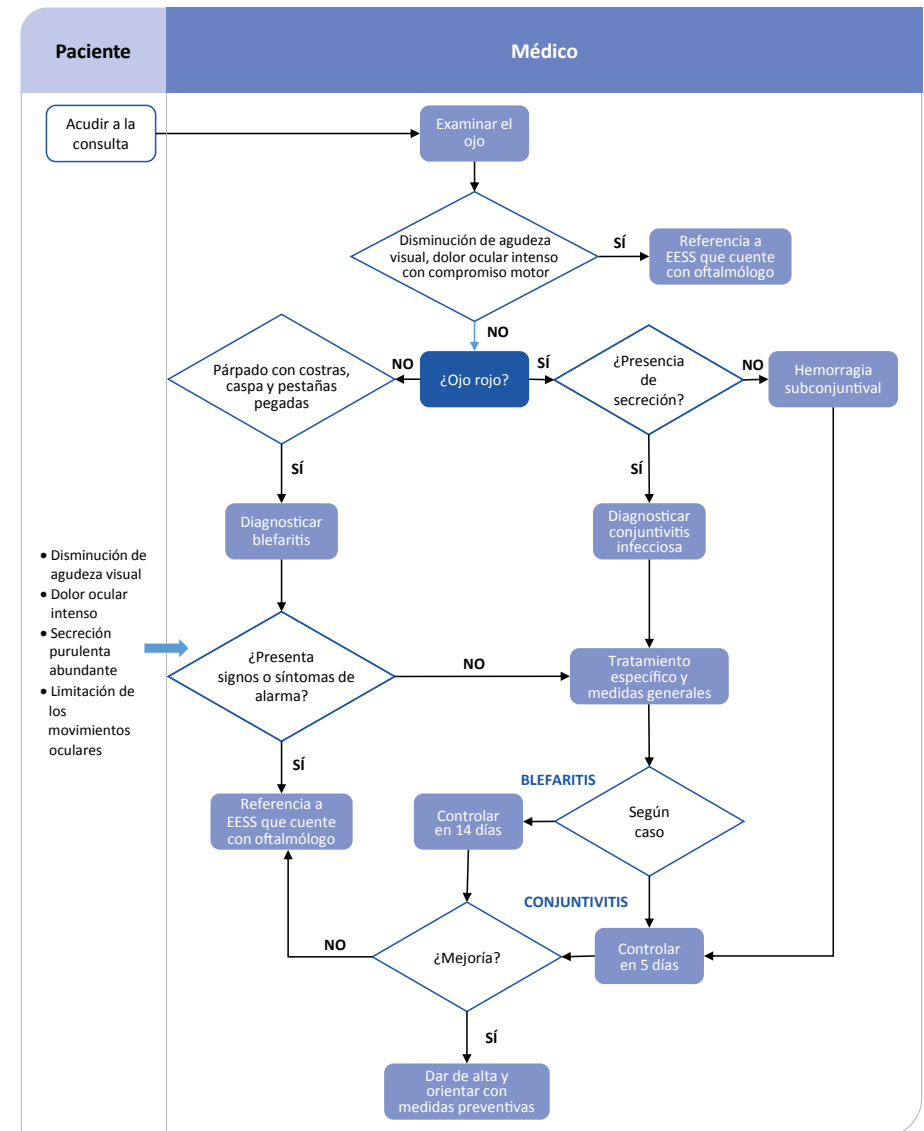 Paciente
Médico
Acudir a la
consulta
Examinar el
ojo
Disminución de agudeza
visual, dolor ocular intenso
con compromiso motor
SÍ
Referencia a
EESS que cuente
con oftalmólogo
NO
Párpado con costras,
caspa y pestañas
pegadas
NO
¿Ojo rojo?
SÍ
¿Presencia
de
secreción?
NO
Hemorragia
subconjuntival
SÍ
SÍ
Diagnosticar
blefaritis
Diagnosticar
conjuntivitis
infecciosa
• Disminución de
agudeza visual
• Dolor ocular
intenso
• Secreción
purulenta
abundante
• Limitación de
los
movimientos
oculares
¿Presenta
signos o síntomas de
alarma?
NO
Tratamiento
específico y
medidas generales
SÍ
Referencia a
EESS que cuente
con oftalmólogo
BLEFARITIS
Controlar
en 14 días
Según
caso
CONJUNTIVITIS
NO
¿Mejoría?
Controlar
en 5 días
SÍ
Dar de alta y
orientar con
medidas preventivas